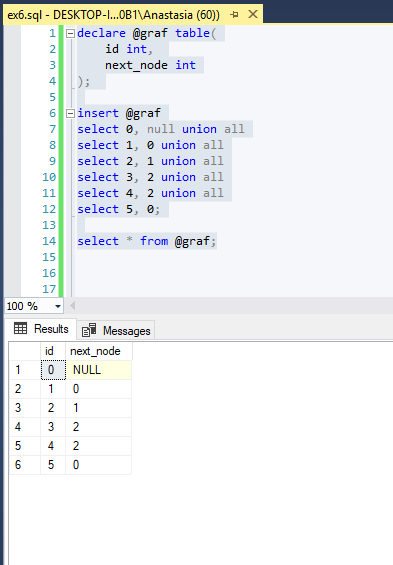 ex6.sql - DESKTOP-I...0B1\Anastasia (60))
1 declare @graf table(
2 id int,
3 next_node int
4 );
5
6 insert @graf
7 select 0, null union all
8 select 1, 0 union all
9 select 2, 1 union all
10 select 3, 2 union all
11 select 4, 2 union all
12 select 5, 0;
13
14 select * from @graf;
15
16
17
100 %
Results Messages
id next_node
1 0 NULL
2 1 0
3 2 1
4 3 2
5 4 2
6 5 0